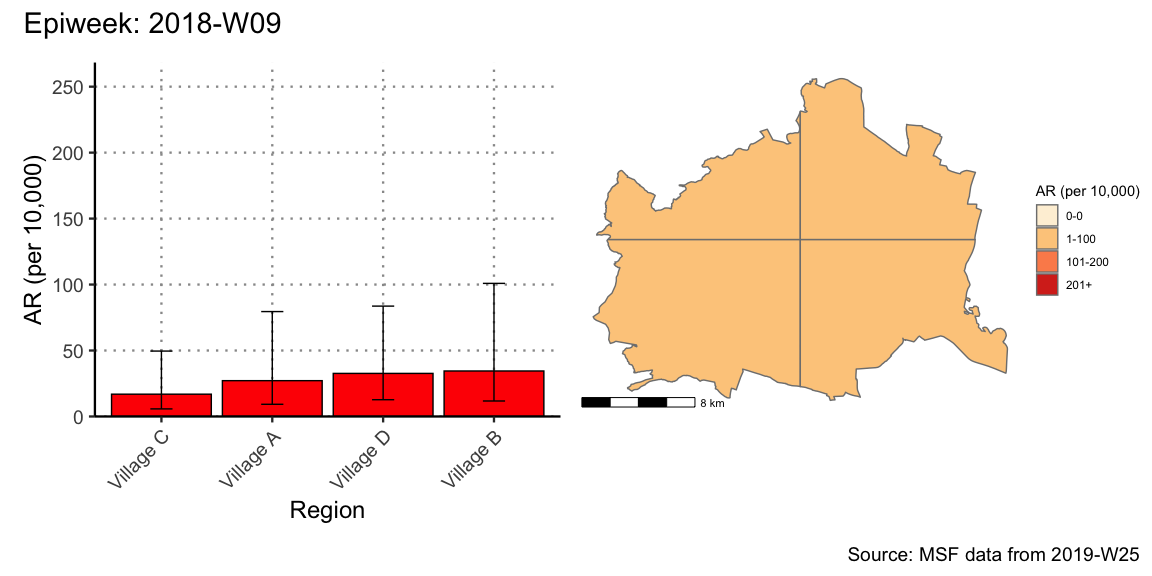 Epiweek: 2018-W09
AR (per 10,000)
250
200
150
100
50
0
Village C
Village A
Village D
Village B
Region
8 km
AR (per 10,000)
0-0
1-100
101-200
201+
Source: MSF data from 2019-W25